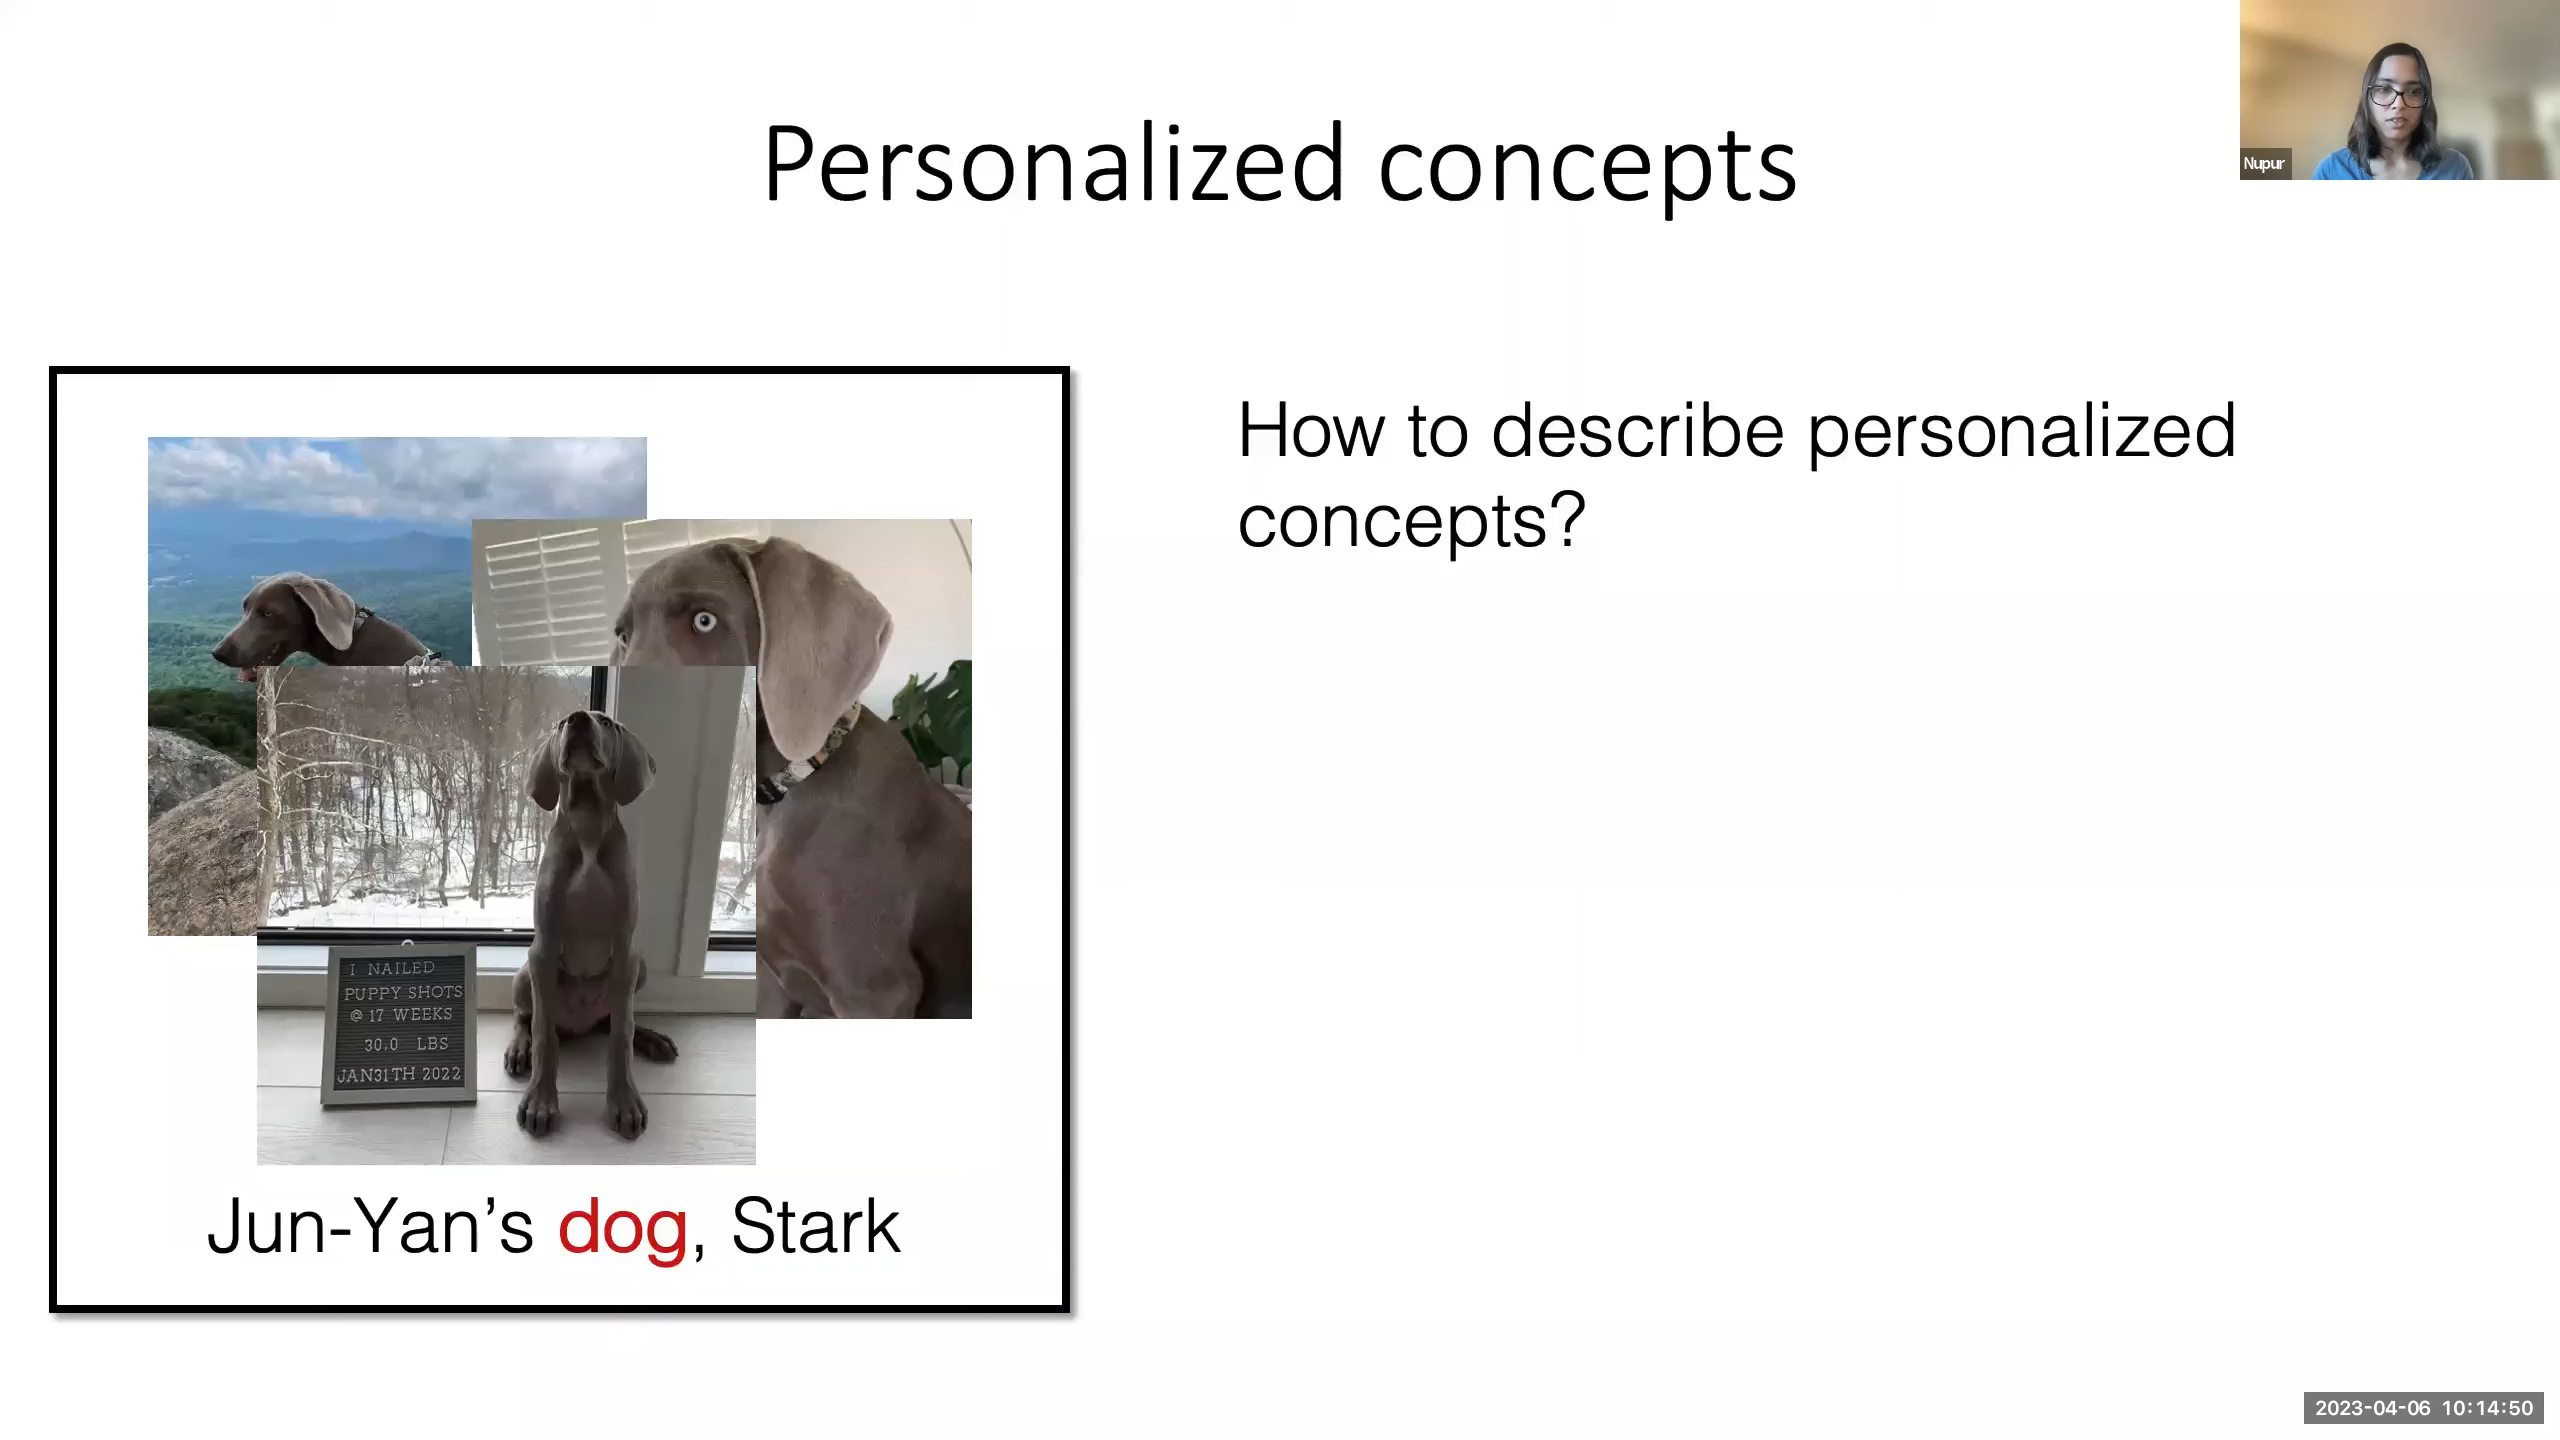 Personalized concepts
Nupur
How to describe personalized
concepts?
I NAILED
PUPPY SHOTS
@ 17 WEEKS
30.0 LBS
JAN31TH 2022
Jun-Yan’s dog, Stark
2023-04-06 10:14:50